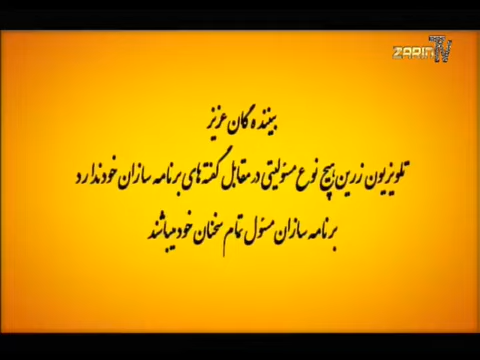 ZARIN TV
بیننده گان عزیز
تلویزیون زرین هیچ نوع مسئولیتی در مقابل گفته های برنامه سازان خود ندارد
برنامه سازان مسئول تمام سخنان خود میباشند